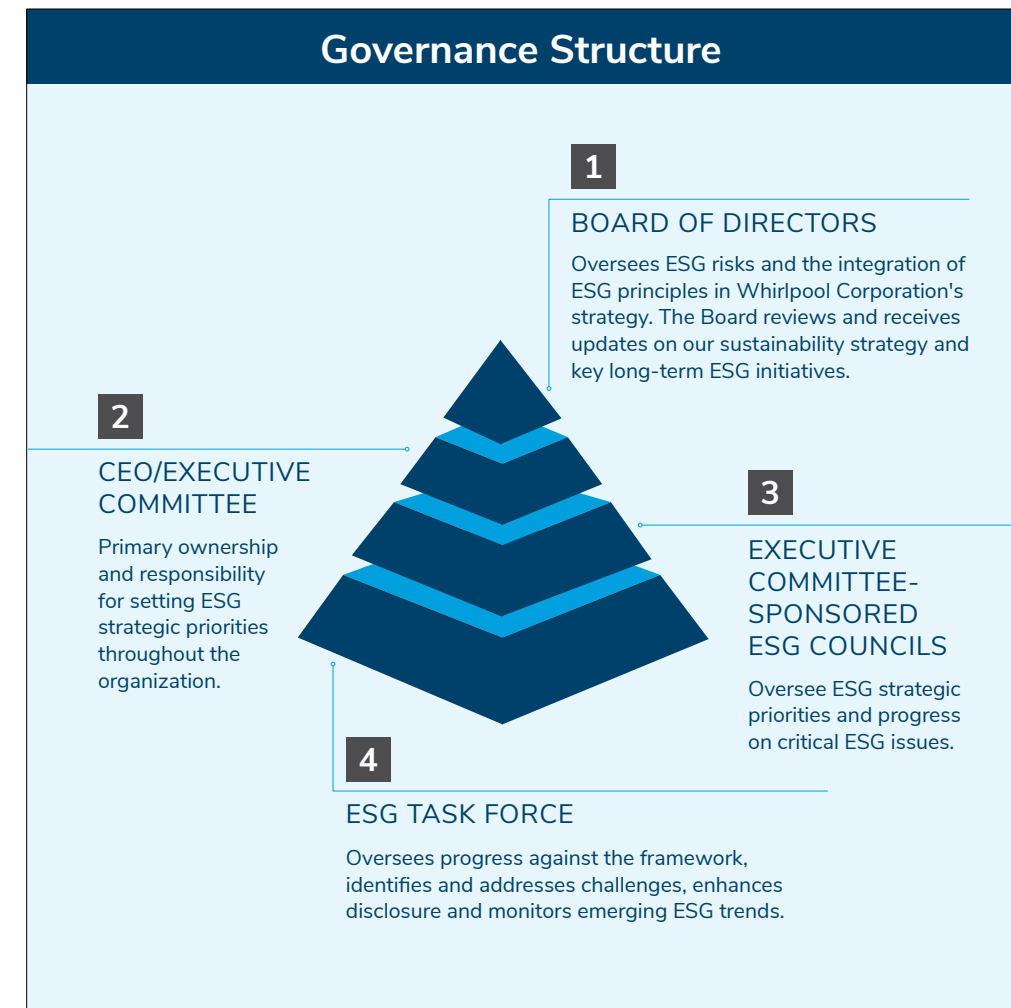 Governance Structure
1
BOARD OF DIRECTORS
Oversees ESG risks and the integration of
ESG principles in Whirlpool Corporation's
strategy. The Board reviews and receives
updates on our sustainability strategy and
key long-term ESG initiatives.
2
CEO/EXECUTIVE
COMMITTEE
Primary ownership
and responsibility
for setting ESG
strategic priorities
throughout the
organization.
3
EXECUTIVE
COMMITTEE-
SPONSORED
ESG COUNCILS
Oversee ESG strategic
priorities and progress
on critical ESG issues.
4
ESG TASK FORCE
Oversees progress against the framework,
identifies and addresses challenges, enhances
disclosure and monitors emerging ESG trends.